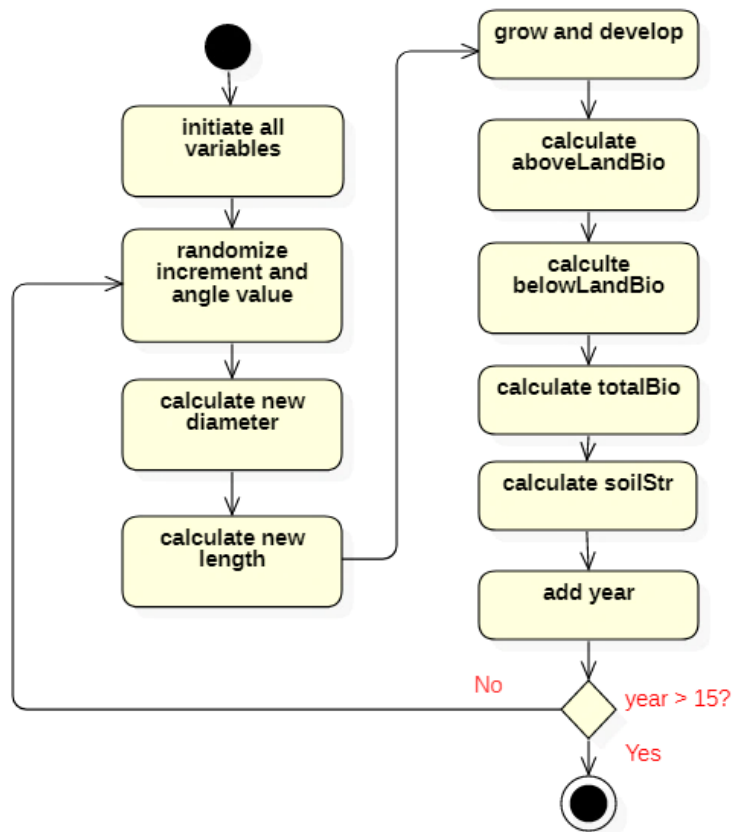 initiate all
variables
randomize
increment and
angle value
calculate new
diameter
calculate new
length
grow and develop
calculate
aboveLandBio
calculte
belowLandBio
calculate totalBio
calculate soilStr
add year
No
year > 15?
Yes